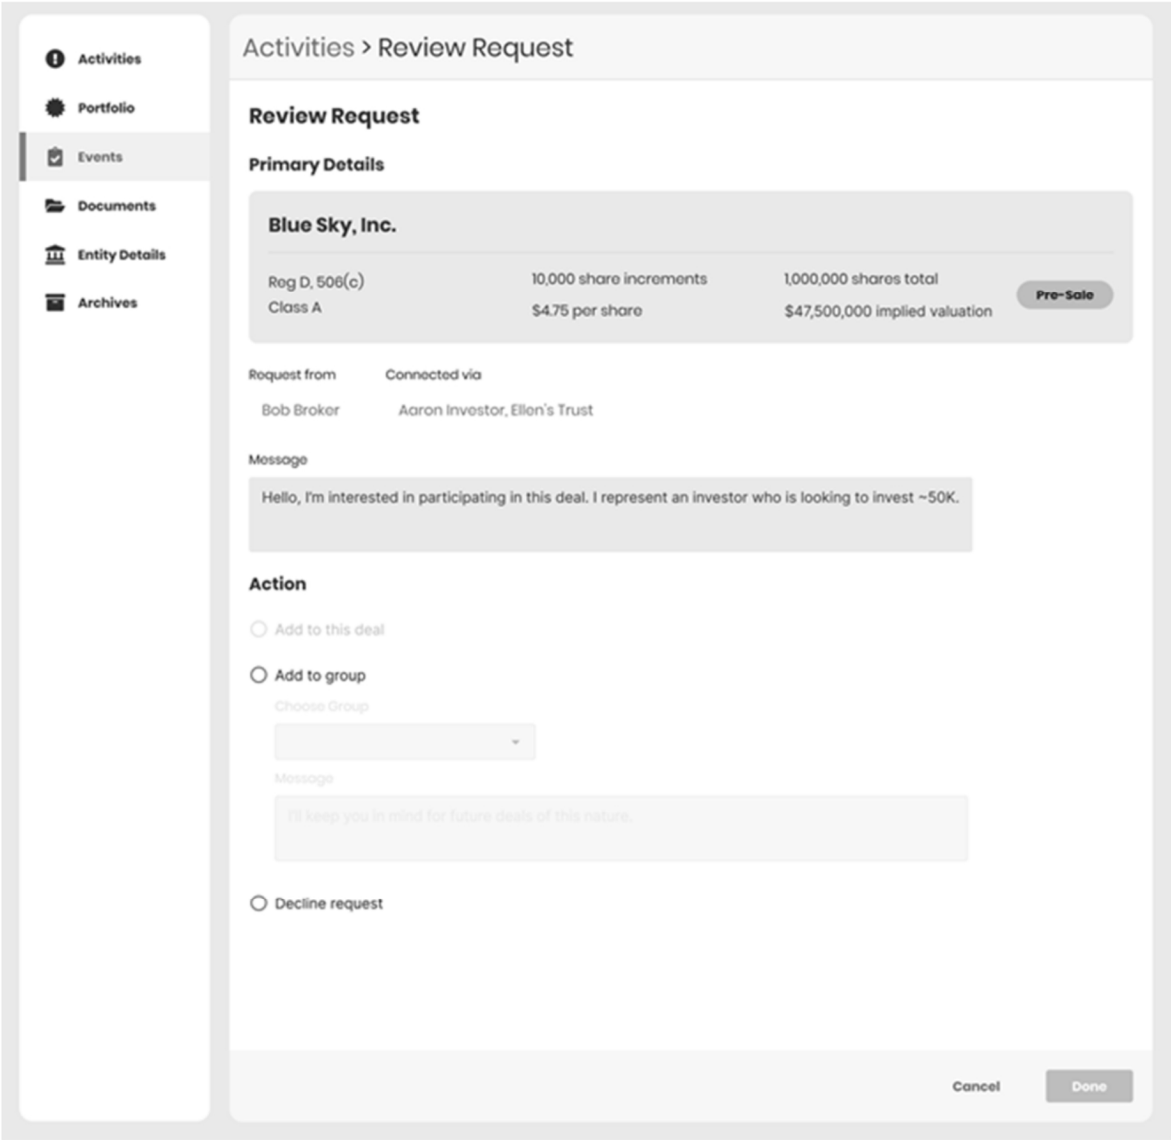 Activities
Portfolio
Events
Documents
Entity Details
Archives
Activities > Review Request
Review Request
Primary Details
Blue Sky, Inc.
Reg D, 506(c)
Class A
10,000 share increments
$4.75 per share
1,000,000 shares total
$47,500,000 implied valuation
Pre-Sale
Request from
Connected via
Bob Broker
Aaron Investor, Ellen's Trust
Message
Hello, I'm interested in participating in this deal. I represent an investor who is looking to invest ~50K.
Action
Add to this deal
Add to group
Choose Group
Message
I'll keep you in mind for future deals of this nature.
Decline request
Cancel
Done